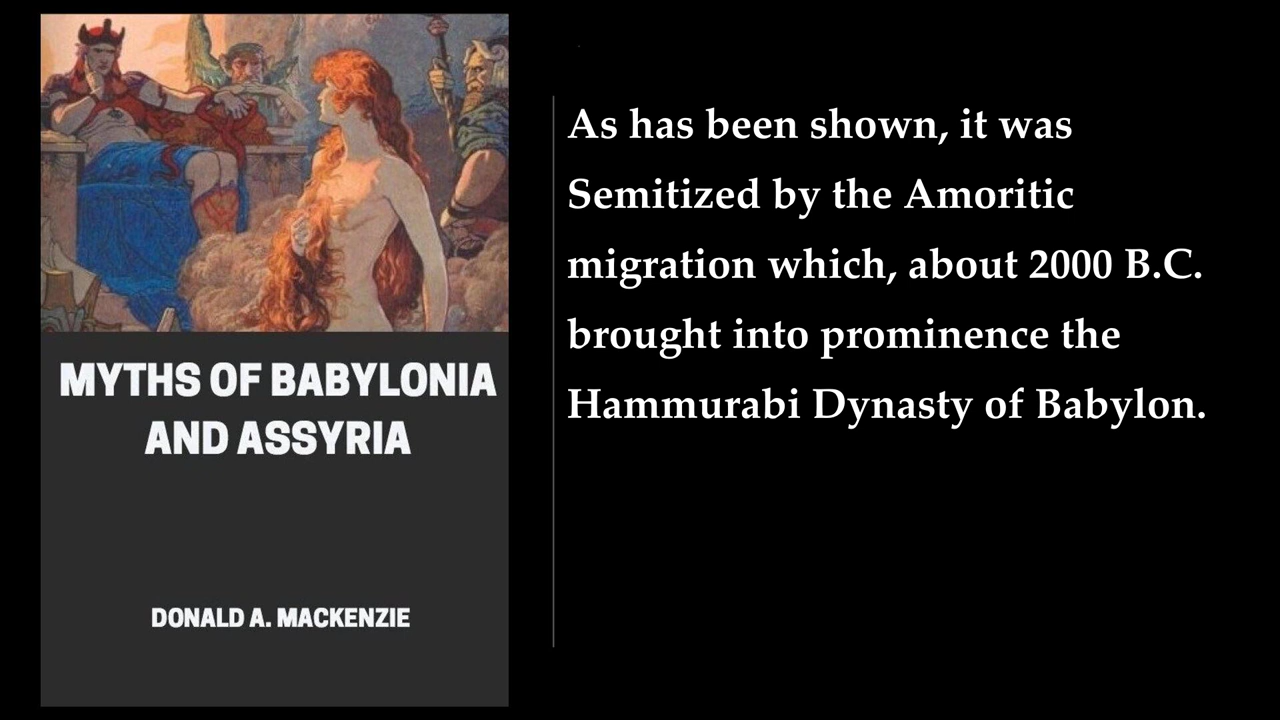 MYTHS OF BABYLONIA
AND ASSYRIA
DONALD A. MACKENZIE
As has been shown, it was
Semitized by the Amoritic
migration which, about 2000 B.C.
brought into prominence the
Hammurabi Dynasty of Babylon.